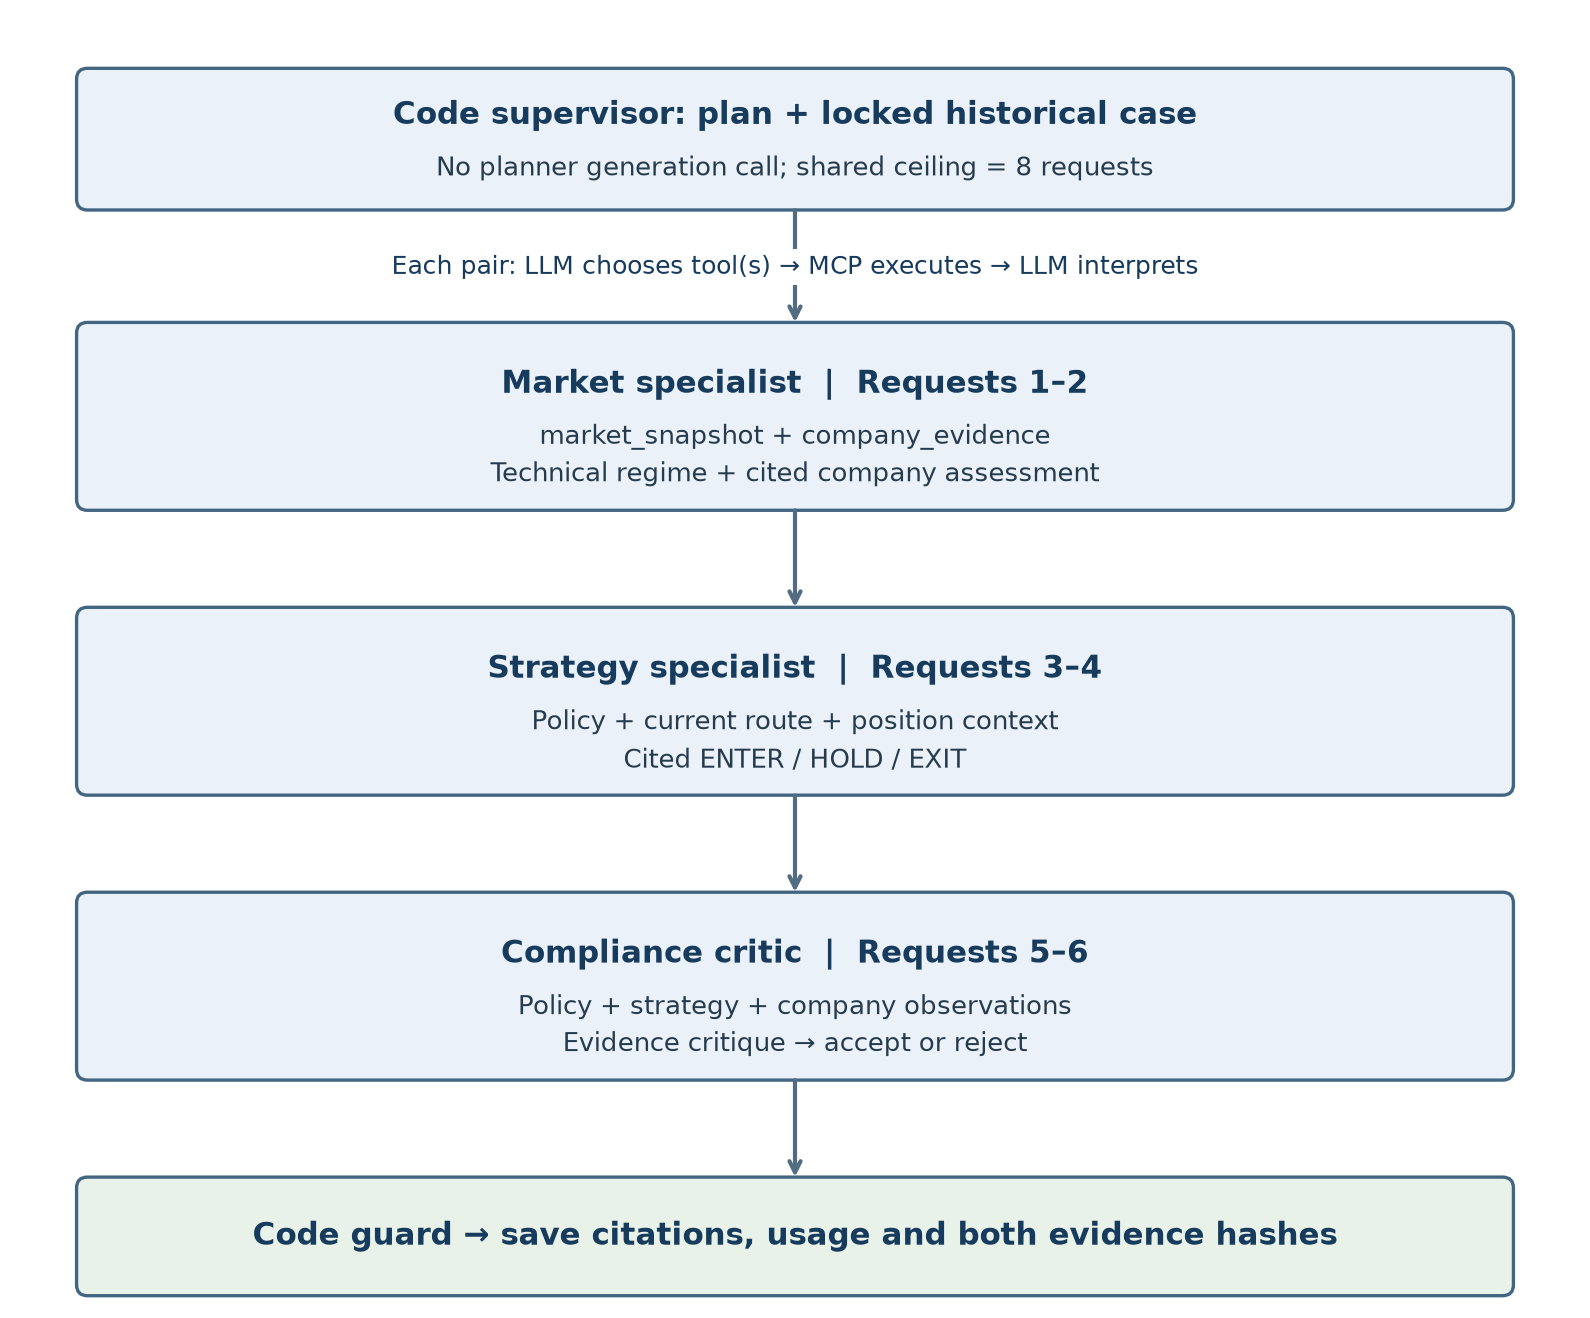 Code supervisor: plan + locked historical case
No planner generation call; shared ceiling = 8 requests
Each pair: LLM chooses tool(s) → MCP executes → LLM interprets
Market specialist | Requests 1–2
market_snapshot + company_evidence
Technical regime + cited company assessment
Strategy specialist | Requests 3–4
Policy + current route + position context
Cited ENTER / HOLD / EXIT
Compliance critic | Requests 5–6
Policy + strategy + company observations
Evidence critique → accept or reject
Code guard → save citations, usage and both evidence hashes